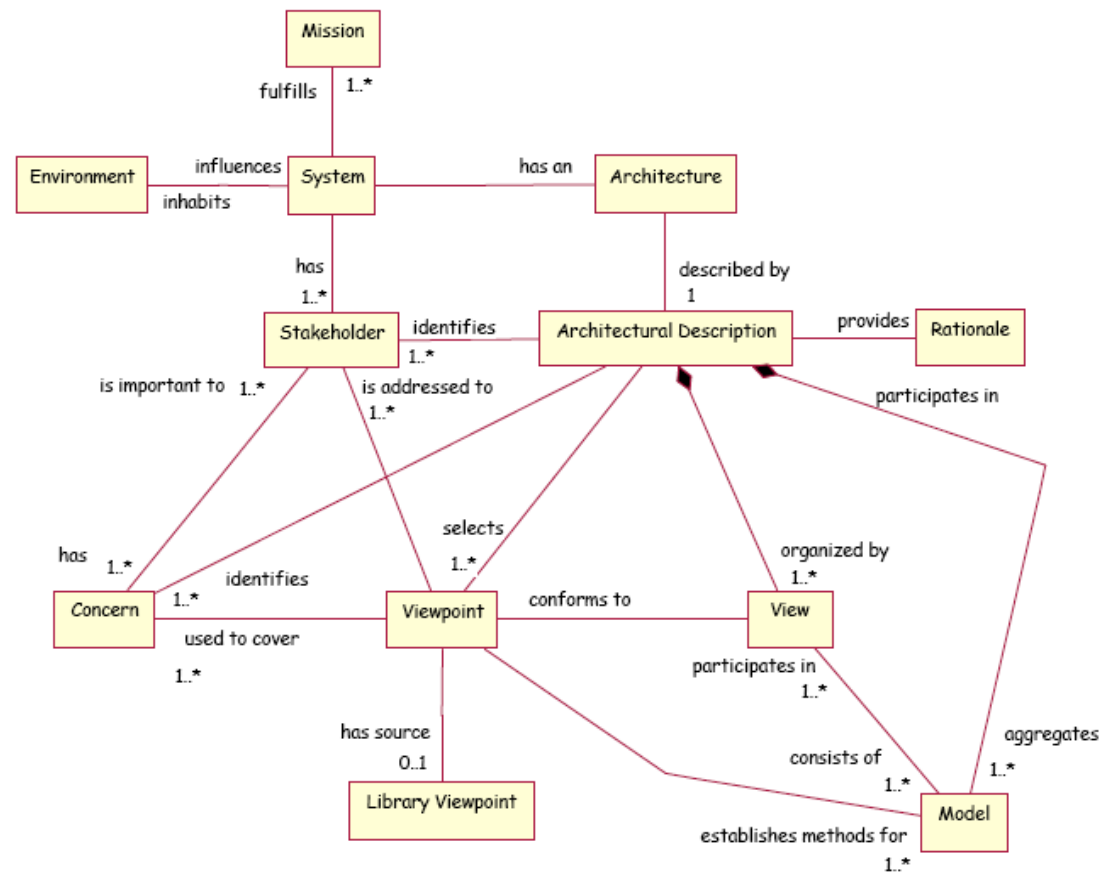 Mission
1..*
fulfills
Environment
influences
System
has an
Architecture
inhabits
has
1..*
described by
1
Stakeholder
identifies
1..*
Architectural Description
provides
Rationale
is important to
1..*
is addressed to
1..*
participates in
selects
1..*
organized by
1..*
has
1..*
identifies
1..*
Concern
Viewpoint
conforms to
View
used to cover
1..*
participates in
1..*
has source
0..1
consists of
1..*
aggregates
1..*
Library Viewpoint
Model
establishes methods for
1..*